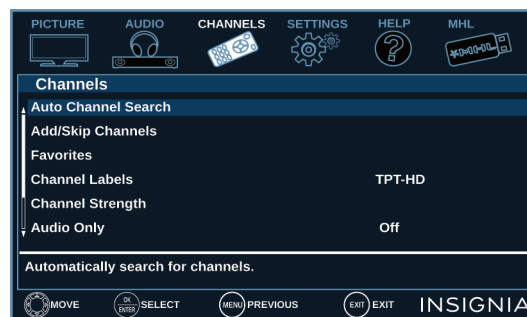 PICTURE AUDIO CHANNELS SETTINGS HELP MHL
MHL
Channels
Auto Channel Search
Add/Skip Channels
Favorites
Channel Labels TPT-HD
Channel Strength
Audio Only Off
Automatically search for channels.
MOVE OK ENTER SELECT MENU PREVIOUS EXIT EXIT INSIGNIA